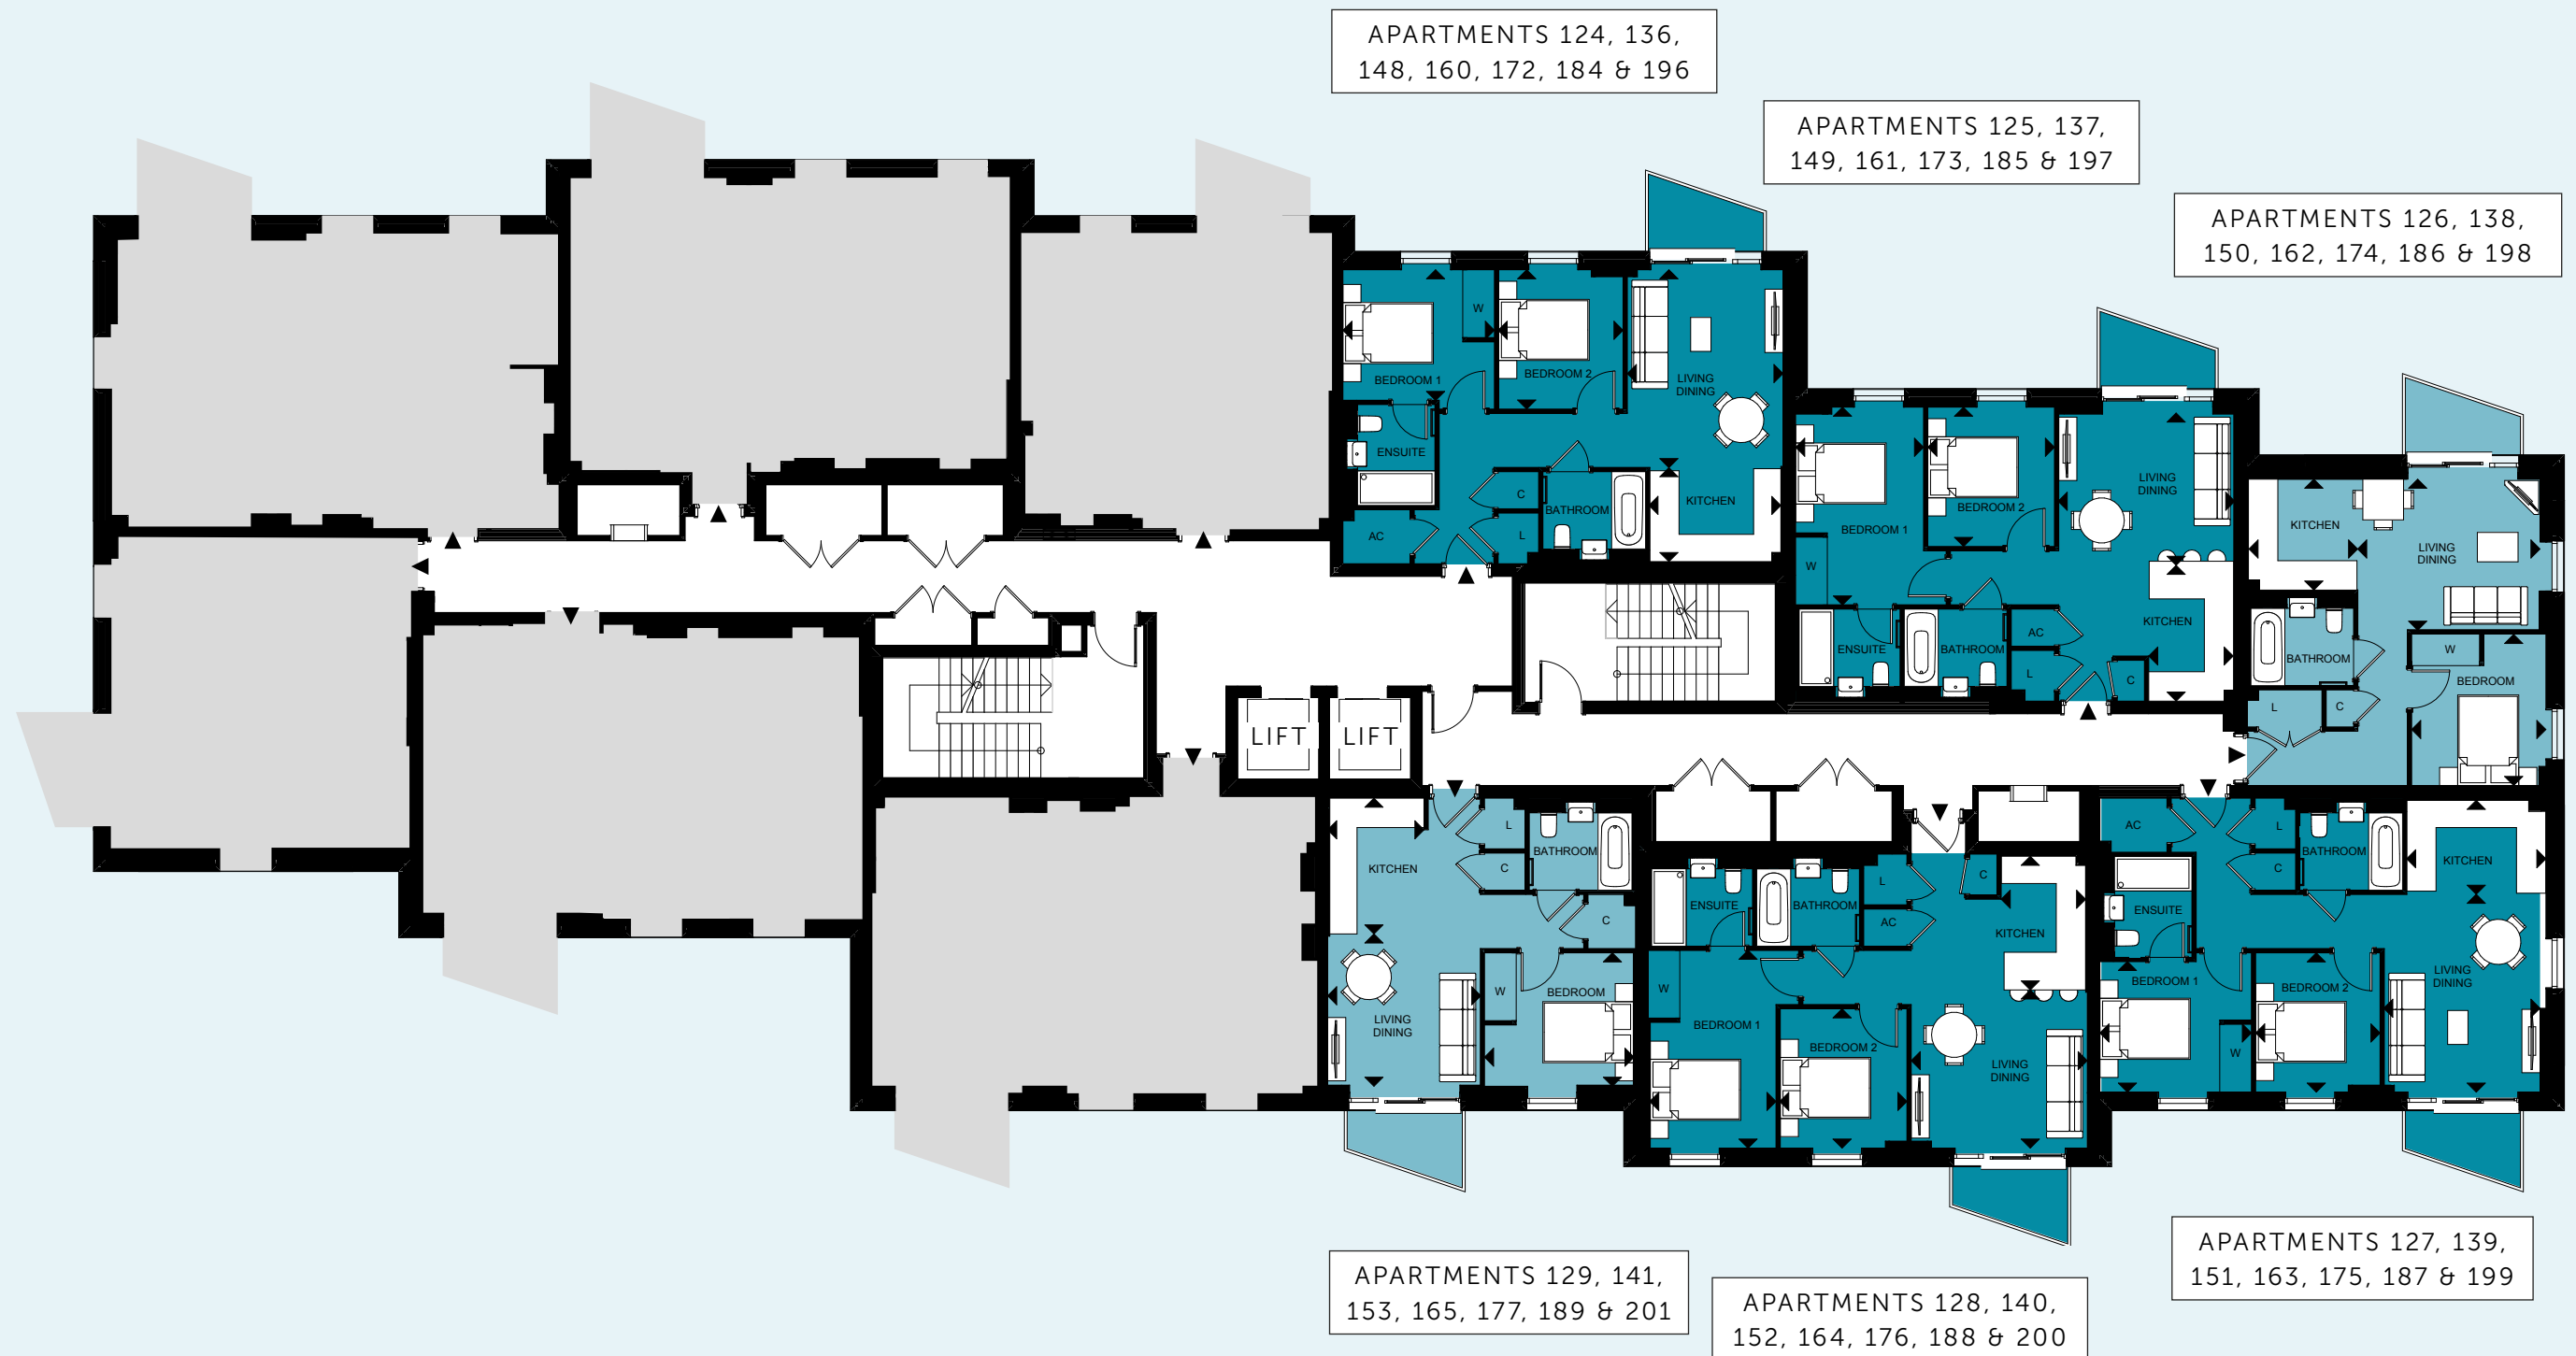 APARTMENTS 124, 136,
148, 160, 172, 184 & 196
APARTMENTS 125, 137,
149, 161, 173, 185 & 197
APARTMENTS 126, 138,
150, 162, 174, 186 & 198
W
BEDROOM 1
BEDROOM 2
LIVING
DINING
ENSUITE
C
BATHROOM
KITCHEN
AC
L
BEDROOM 1
BEDROOM 2
LIVING
DINING
W
KITCHEN
ENSUITE
BATHROOM
AC
L
C
KITCHEN
LIVING
DINING
BATHROOM
W
BEDROOM
L
C
LIFT
LIFT
KITCHEN
L
BATHROOM
C
C
W
BEDROOM
LIVING
DINING
ENSUITE
BATHROOM
L
C
AC
KITCHEN
W
BEDROOM 1
BEDROOM 2
LIVING
DINING
AC
L
BATHROOM
KITCHEN
C
ENSUITE
BEDROOM 1
BEDROOM 2
LIVING
DINING
W
APARTMENTS 129, 141,
153, 165, 177, 189 & 201
APARTMENTS 128, 140,
152, 164, 176, 188 & 200
APARTMENTS 127, 139,
151, 163, 175, 187 & 199